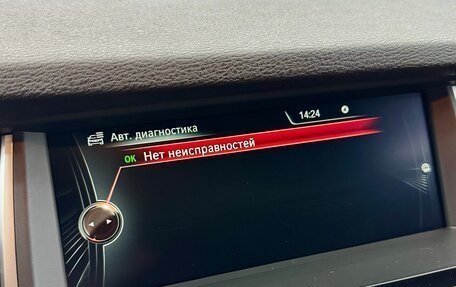 14:24
Авт. диагностика
OK Нет неисправностей